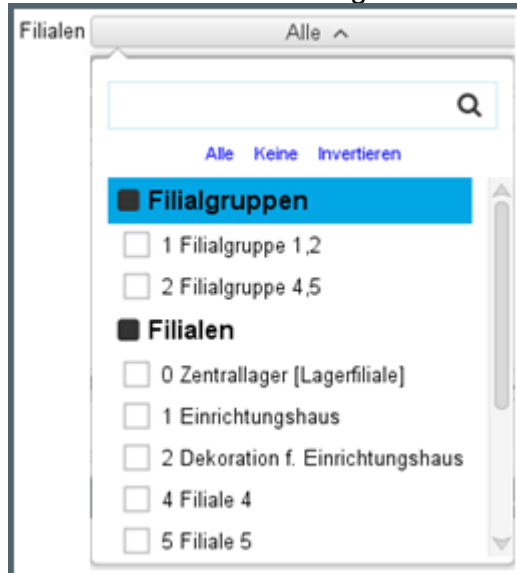 Filialen Alle
Alle Keine Invertieren
Filialgruppen
1 Filialgruppe 1,2
2 Filialgruppe 4,5
Filialen
0 Zentrallager [Lagerfiliale]
1 Einrichtungshaus
2 Dekoration f. Einrichtungshaus
4 Filiale 4
5 Filiale 5